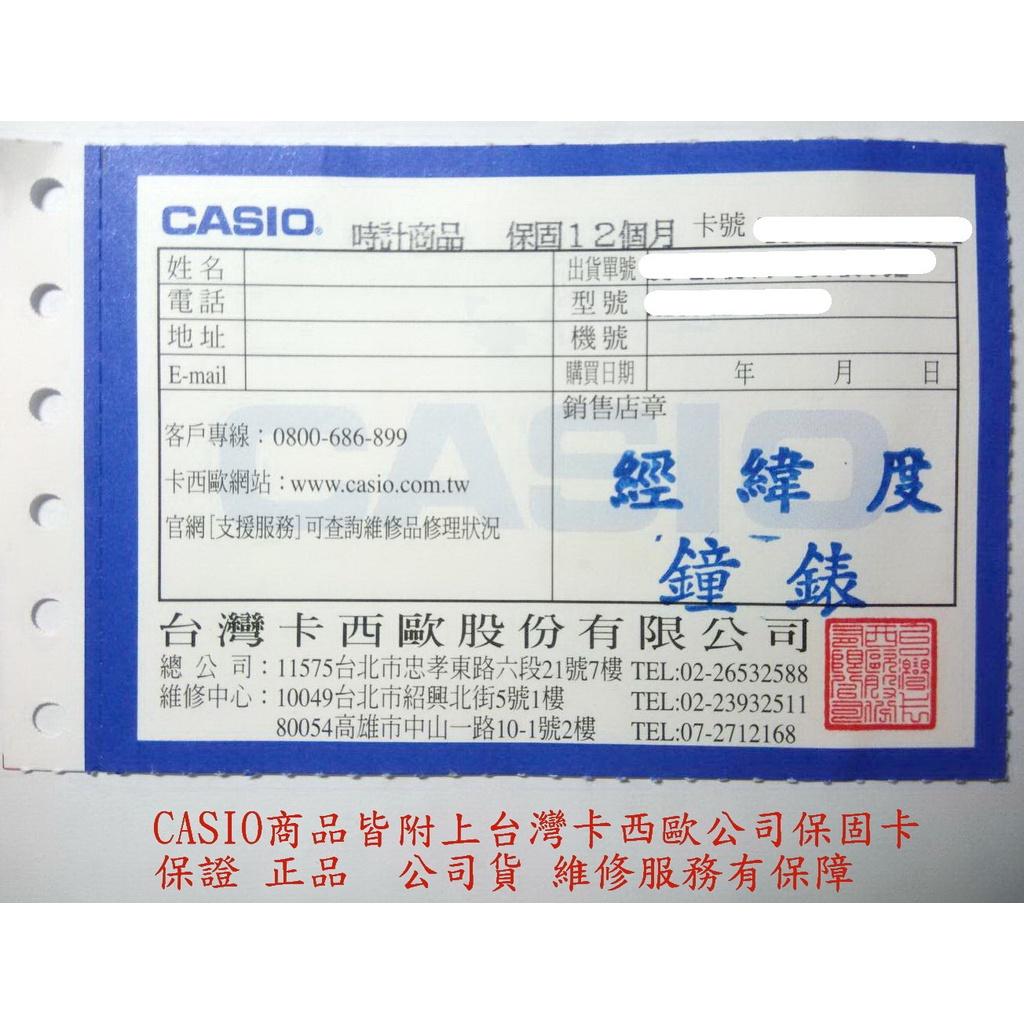 CASIO® 時計商品 保固12個月 卡號
姓名 出貨單號
電話 型號
地址 機號
E-mail 購買日期 年 月 日
銷售店章
客戶專線：0800-686-899
卡西歐網站：www.casio.com.tw
官網[支援服務]可查詢維修品修理狀況
經緯度
鐘錶
台灣卡西歐股份有限公司
總公司：11575台北市忠孝東路六段21號7樓 TEL:02-26532588
維修中心：10049台北市紹興北街5號1樓 TEL:02-23932511
80054高雄市中山一路10-1號2樓 TEL:07-2712168
CASIO商品皆附上台灣卡西歐公司保固卡
保證 正品 公司貨 維修服務有保障